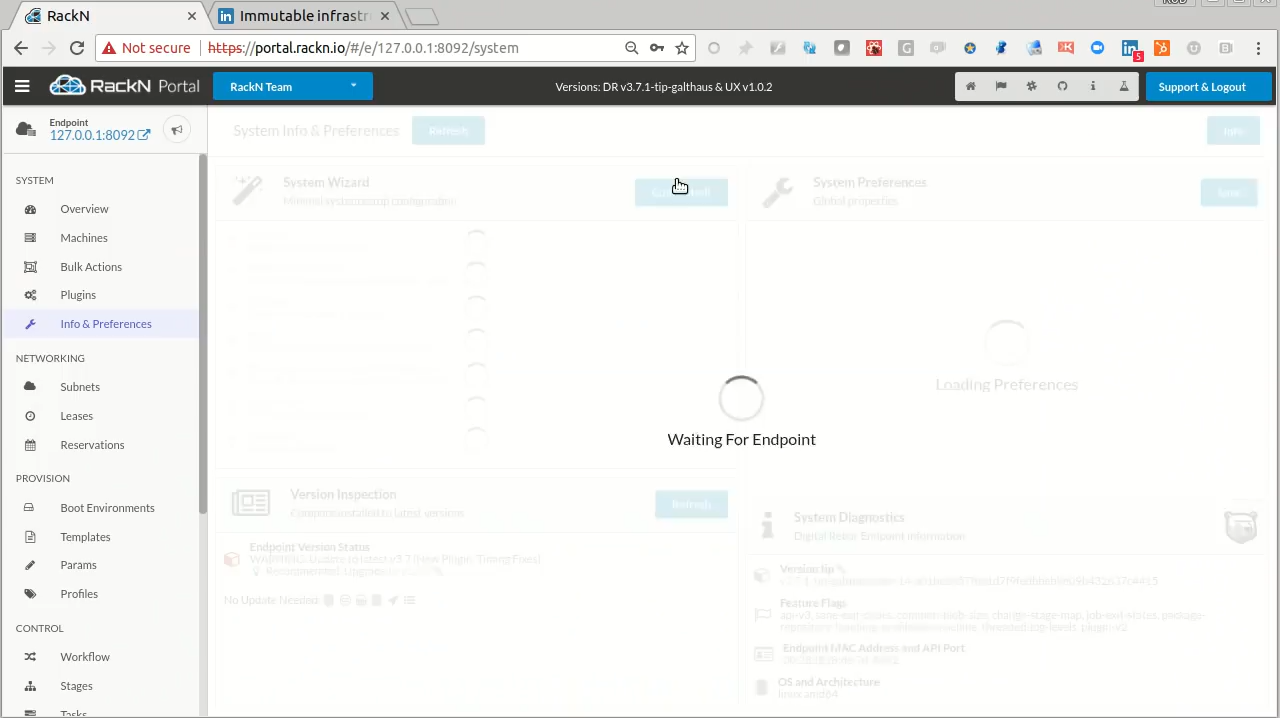 RackN
Immutable infrastr
Not secure
https://portal.rackn.io/#/e/127.0.0.1:8092/system
5
RackN Portal
RackN Team
Versions: DR v3.7.1-tip-galthaus & UX v1.0.2
Support & Logout
Endpoint
127.0.0.1:8092
SYSTEM
Overview
Machines
Bulk Actions
Plugins
Info & Preferences
NETWORKING
Subnets
Leases
Reservations
PROVISION
Boot Environments
Templates
Params
Profiles
CONTROL
Workflow
Stages
Tasks
System Info & Preferences
Refresh
Info
System Wizard
System Preferences
Global properties
Save
Loading Preferences
Waiting For Endpoint
Version Inspection
Refresh
System Diagnostics
Digital Rebar Endpoint information
Endpoint Version Status
No Update Needed
Version tip
Feature Flags
Endpoint MAC Address and API Port
OS and Architecture
linux amd64